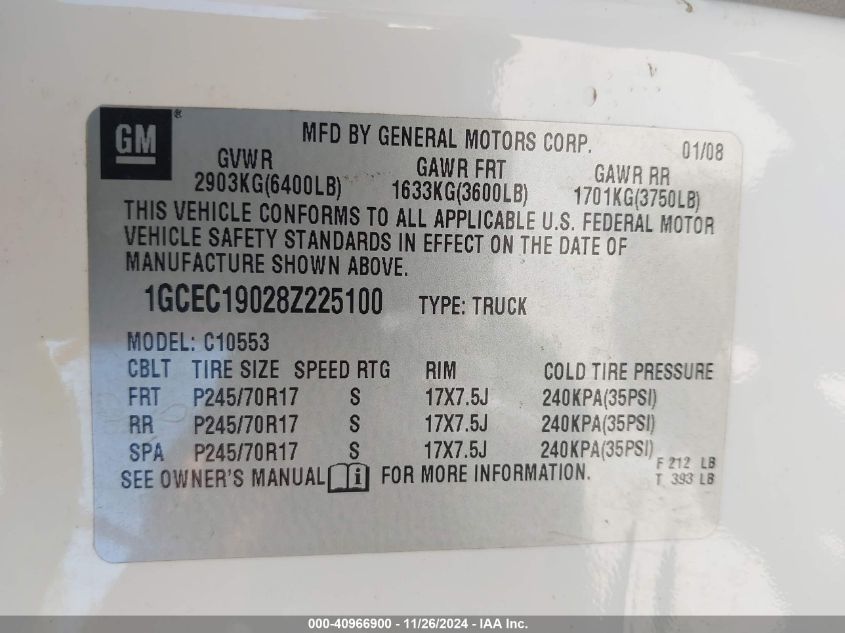 GM ®
MFD BY GENERAL MOTORS CORP. 01/08
GVWR GAWR FRT GAWR RR
2903KG(6400LB) 1633KG(3600LB) 1701KG(3750LB)
THIS VEHICLE CONFORMS TO ALL APPLICABLE U.S. FEDERAL MOTOR
VEHICLE SAFETY STANDARDS IN EFFECT ON THE DATE OF
MANUFACTURE SHOWN ABOVE.
1GCEC19028Z225100 TYPE: TRUCK
MODEL: C10553
CBLT TIRE SIZE SPEED RTG RIM COLD TIRE PRESSURE
FRT P245/70R17 S 17X7.5J 240KPA(35PSI)
RR P245/70R17 S 17X7.5J 240KPA(35PSI)
SPA P245/70R17 S 17X7.5J 240KPA(35PSI)
F 212 LB
SEE OWNER'S MANUAL i FOR MORE INFORMATION. T 393 LB
000-40966900 - 11/26/2024 - IAA Inc.